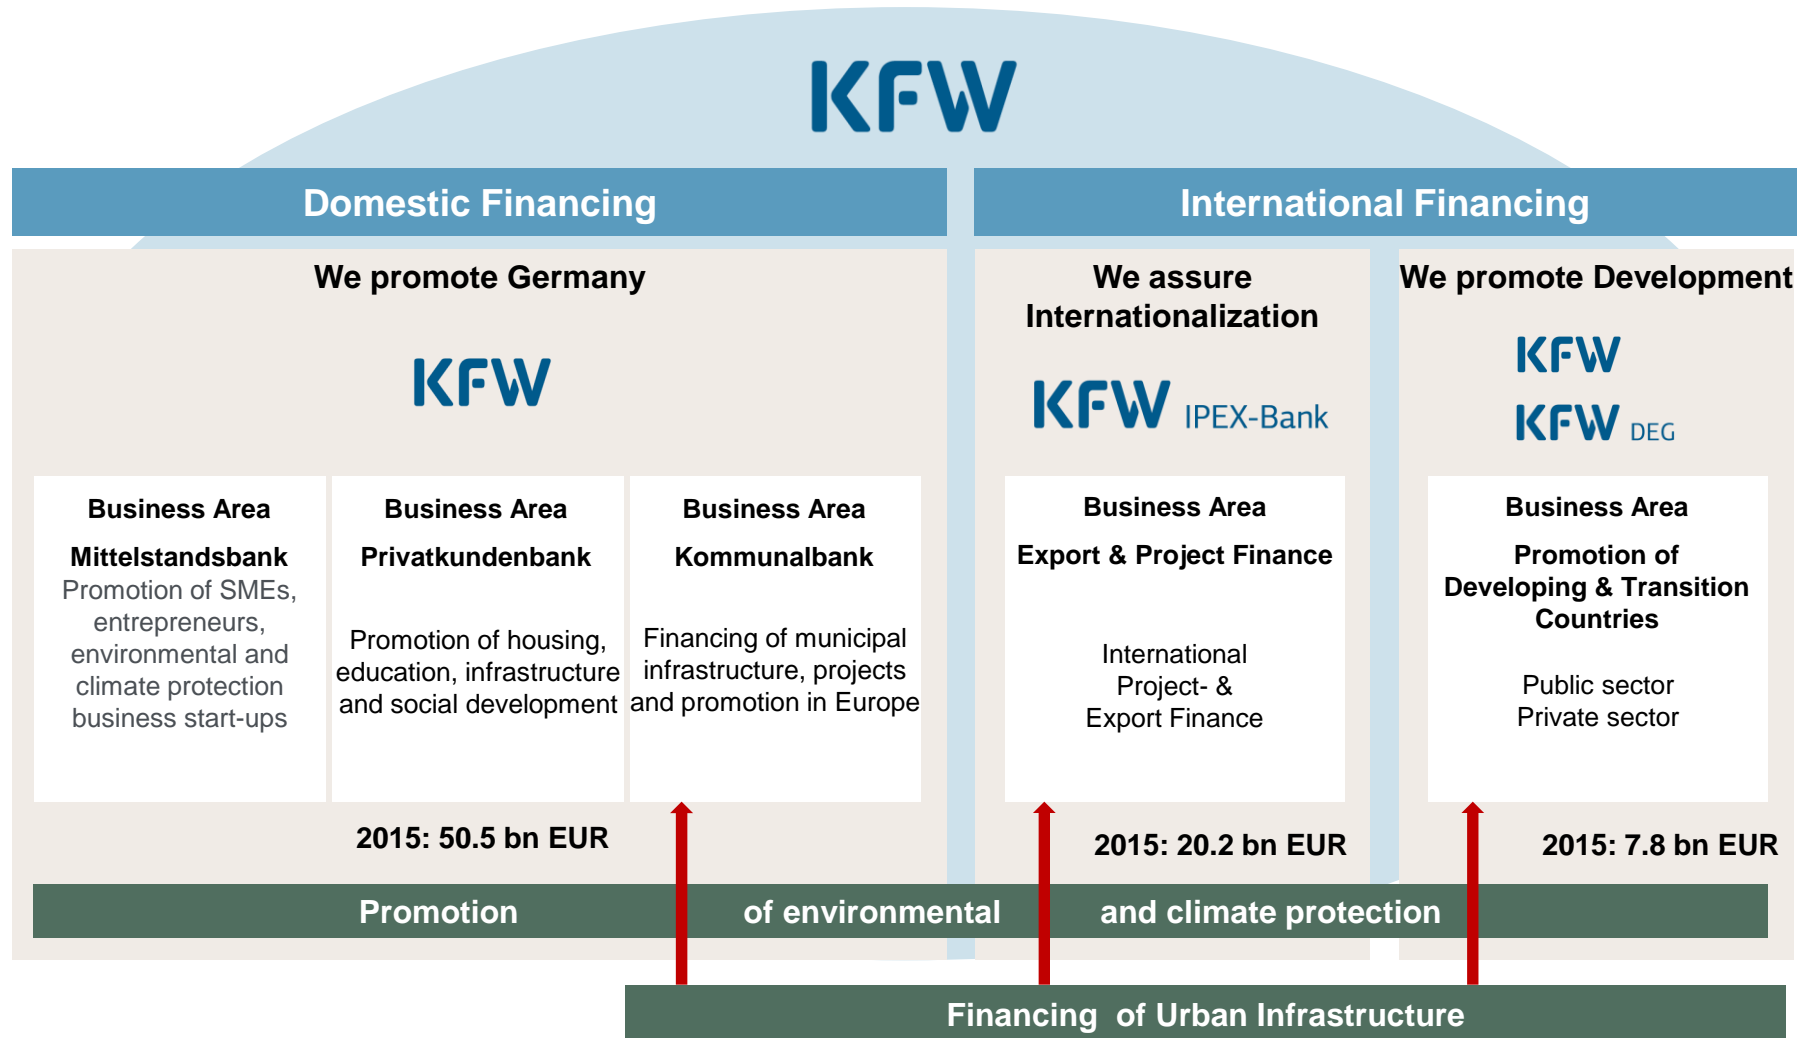 KFW
Domestic Financing
International Financing
We promote Germany
KFW
Business Area
Mittelstandsbank
Promotion of SMEs,
entrepreneurs,
environmental and
climate protection
business start-ups
Business Area
Privatkundenbank
Promotion of housing,
education, infrastructure
and social development
Business Area
Kommunalbank
Financing of municipal
infrastructure, projects
and promotion in Europe
2015: 50.5 bn EUR
We assure
Internationalization
KFW IPEX-Bank
Business Area
Export & Project Finance
International
Project- &
Export Finance
2015: 20.2 bn EUR
We promote Development
KFW
KFW DEG
Business Area
Promotion of
Developing & Transition
Countries
Public sector
Private sector
2015: 7.8 bn EUR
Promotion of environmental and climate protection
Financing of Urban Infrastructure